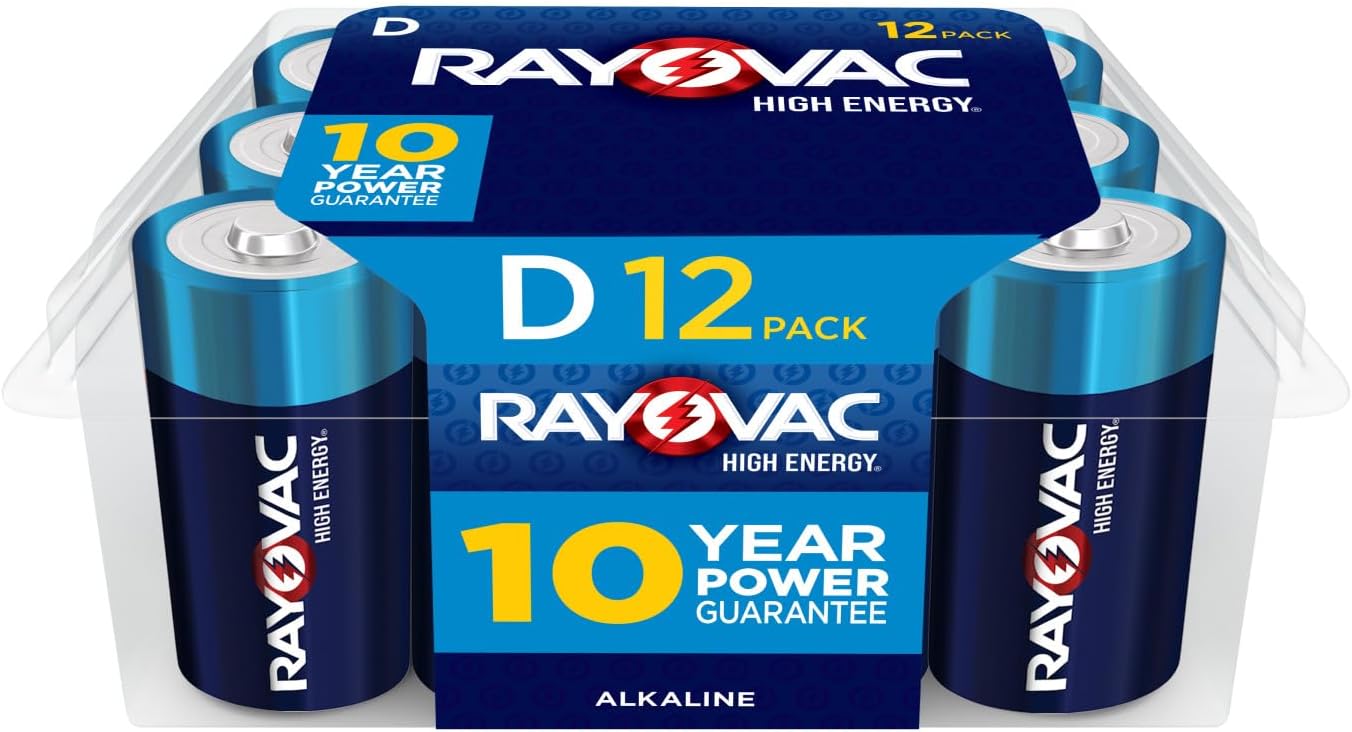 D
12 PACK
RAYOVAC
HIGH ENERGY®
10
YEAR
POWER
GUARANTEE
D 12 PACK
RAYOVAC
HIGH ENERGY®
10 YEAR
POWER
GUARANTEE
ALKALINE
RAYOVAC
HIGH ENERGY®
RAYOVAC
HIGH ENERGY®